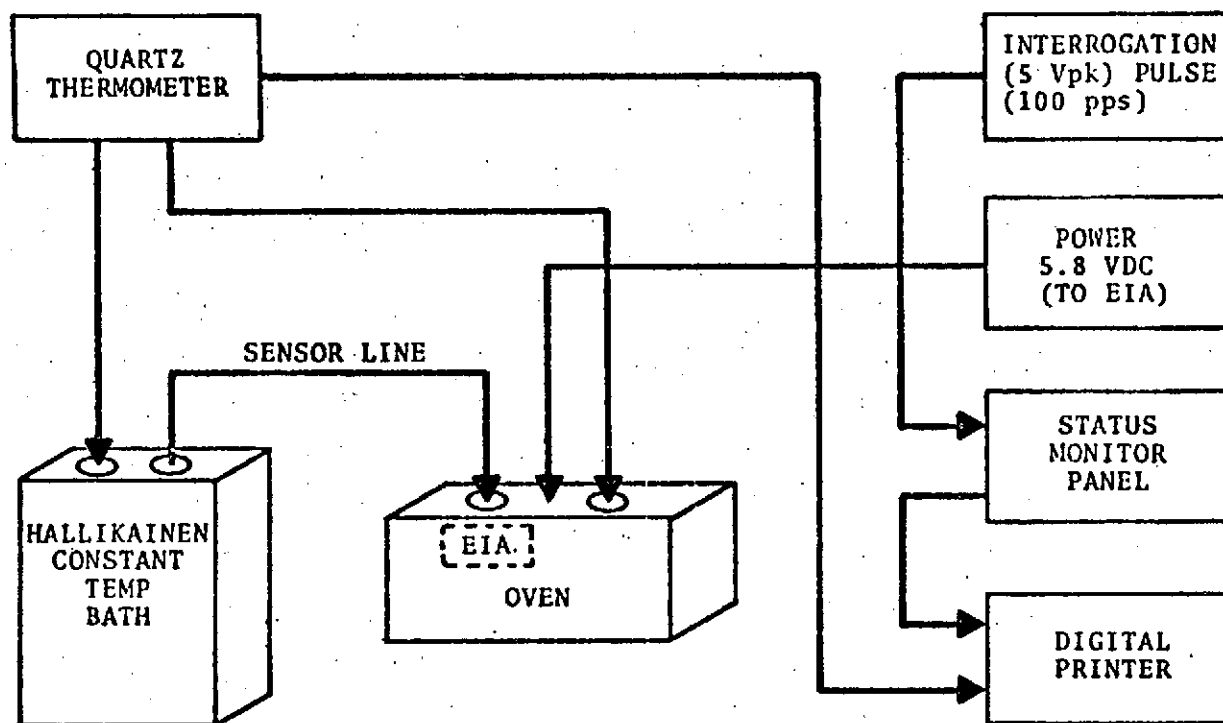 QUARTZ
THERMOMETER
INTERROGATION
(5 Vpk) PULSE
(100 pps)
POWER
5.8 VDC
(TO EIA)
SENSOR LINE
STATUS
MONITOR
PANEL
HALLIKAINEN
CONSTANT
TEMP
BATH
EIA
OVEN
DIGITAL
PRINTER